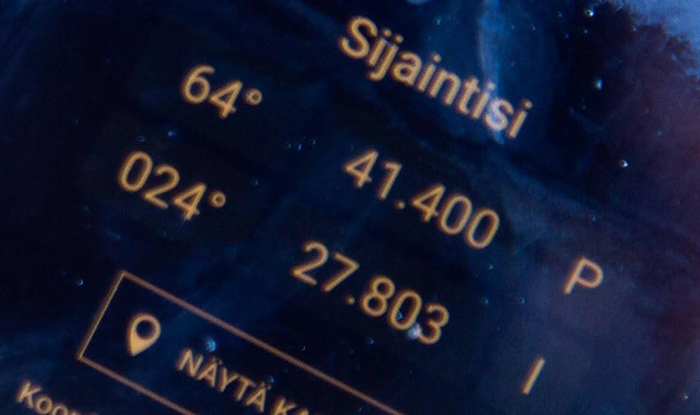 Sijaintisi
64° 41.400 P
024° 27.803 I
NÄYTÄ